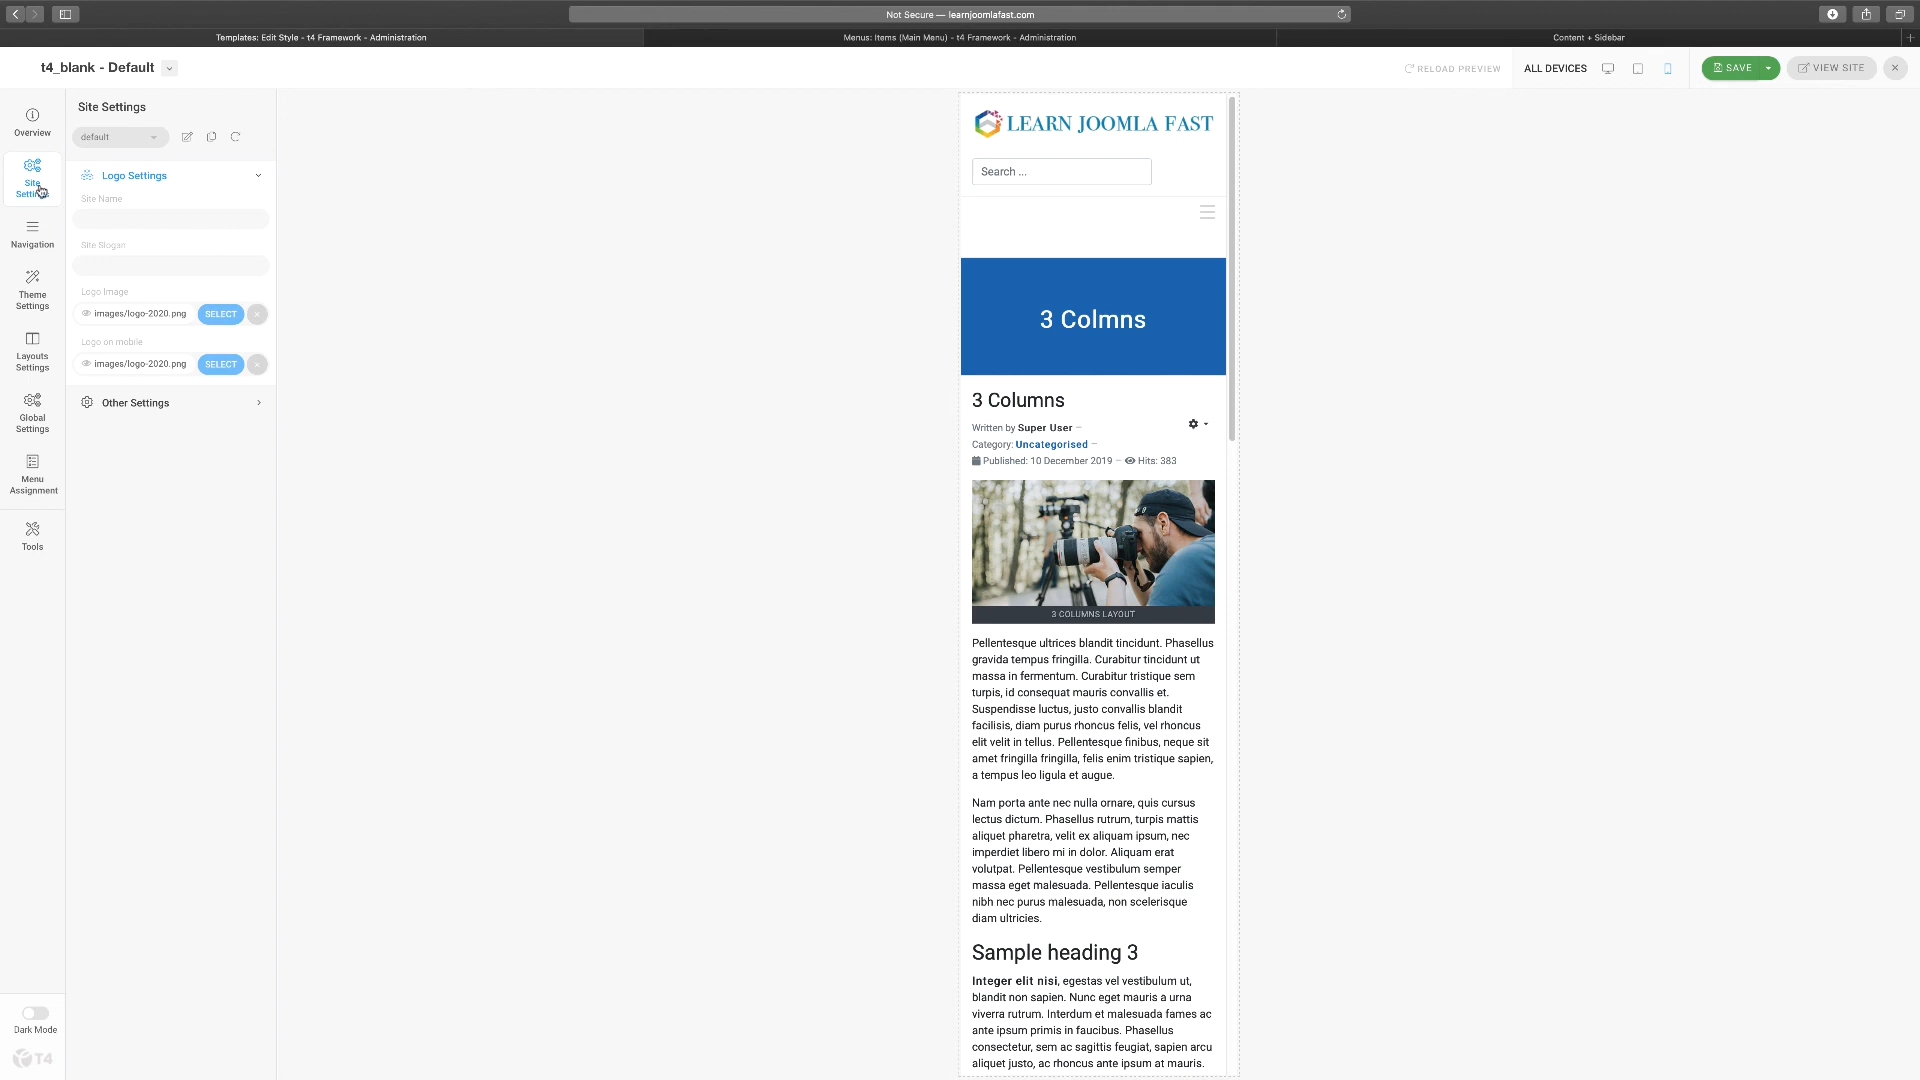 Not Secure — learnjoomlafast.com
Templates: Edit Style - t4 Framework - Administration
Menus: Items (Main Menu) - t4 Framework - Administration
Content + Sidebar
t4_blank - Default
RELOAD PREVIEW
ALL DEVICES
SAVE
VIEW SITE
Overview
Site
Settings
Navigation
Theme
Settings
Layouts
Settings
Global
Settings
Menu
Assignment
Tools
Dark Mode
T4
Site Settings
default
Logo Settings
Site Name
Site Slogan
Logo Image
images/logo-2020.png SELECT
Logo on mobile
images/logo-2020.png SELECT
Other Settings
LEARN JOOMLA FAST
Search ...
3 Colmns
3 Columns
Written by Super User –
Category: Uncategorised –
Published: 10 December 2019 – Hits: 383
3 COLUMNS LAYOUT
Pellentesque ultrices blandit tincidunt. Phasellus
gravida tempus fringilla. Curabitur tincidunt ut
massa in fermentum. Curabitur tristique sem
turpis, id consequat mauris convallis et.
Suspendisse luctus, justo convallis blandit
facilisis, diam purus rhoncus felis, vel rhoncus
elit velit in tellus. Pellentesque finibus, neque sit
amet fringilla fringilla, felis enim tristique sapien,
a tempus leo ligula et augue.
Nam porta ante nec nulla ornare, quis cursus
lectus dictum. Phasellus rutrum, turpis mattis
aliquet pharetra, velit ex aliquam ipsum, nec
imperdiet libero mi in dolor. Aliquam erat
volutpat. Pellentesque vestibulum semper
massa eget malesuada. Pellentesque iaculis
nibh nec purus malesuada, non scelerisque
diam ultricies.
Sample heading 3
Integer elit nisi, egestas vel vestibulum ut,
blandit non sapien. Nunc eget mauris a urna
viverra rutrum. Interdum et malesuada fames ac
ante ipsum primis in faucibus. Phasellus
consectetur, sem ac sagittis feugiat, sapien arcu
aliquet justo, ac rhoncus ante ipsum at mauris.